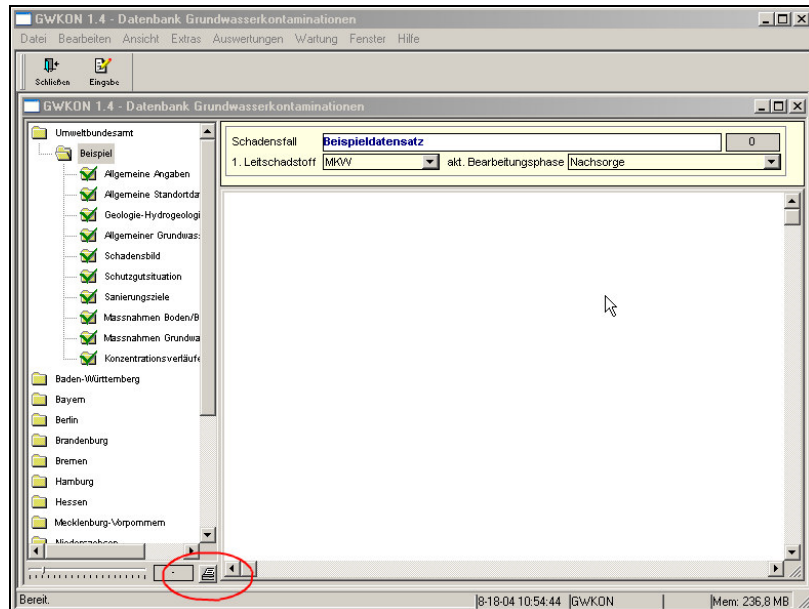 GWKON 1.4 - Datenbank Grundwasserkontaminationen
Datei Bearbeiten Ansicht Extras Auswertungen Wartung Fenster Hilfe
Schließen Eingabe
GWKON 1.4 - Datenbank Grundwasserkontaminationen
Umweltbundesamt
Beispiel
Allgemeine Angaben
Allgemeine Standortdar
Geologie-Hydrogeologi
Allgemeiner Grundwas:
Schadensbild
Schutzgutsituation
Sanierungsziele
Massnahmen Boden/B
Massnahmen Grundwa
Konzentrationsverläufe
Baden-Württemberg
Bayern
Berlin
Brandenburg
Bremen
Hamburg
Hessen
Mecklenburg-Vorpommern
Niedersachsen
Schadensfall Beispieldatensatz 0
1. Leitschadstoff MKW akt. Bearbeitungsphase Nachsorge
Bereit. 8-18-04 10:54:44 GWKON Mem: 236,8 MB